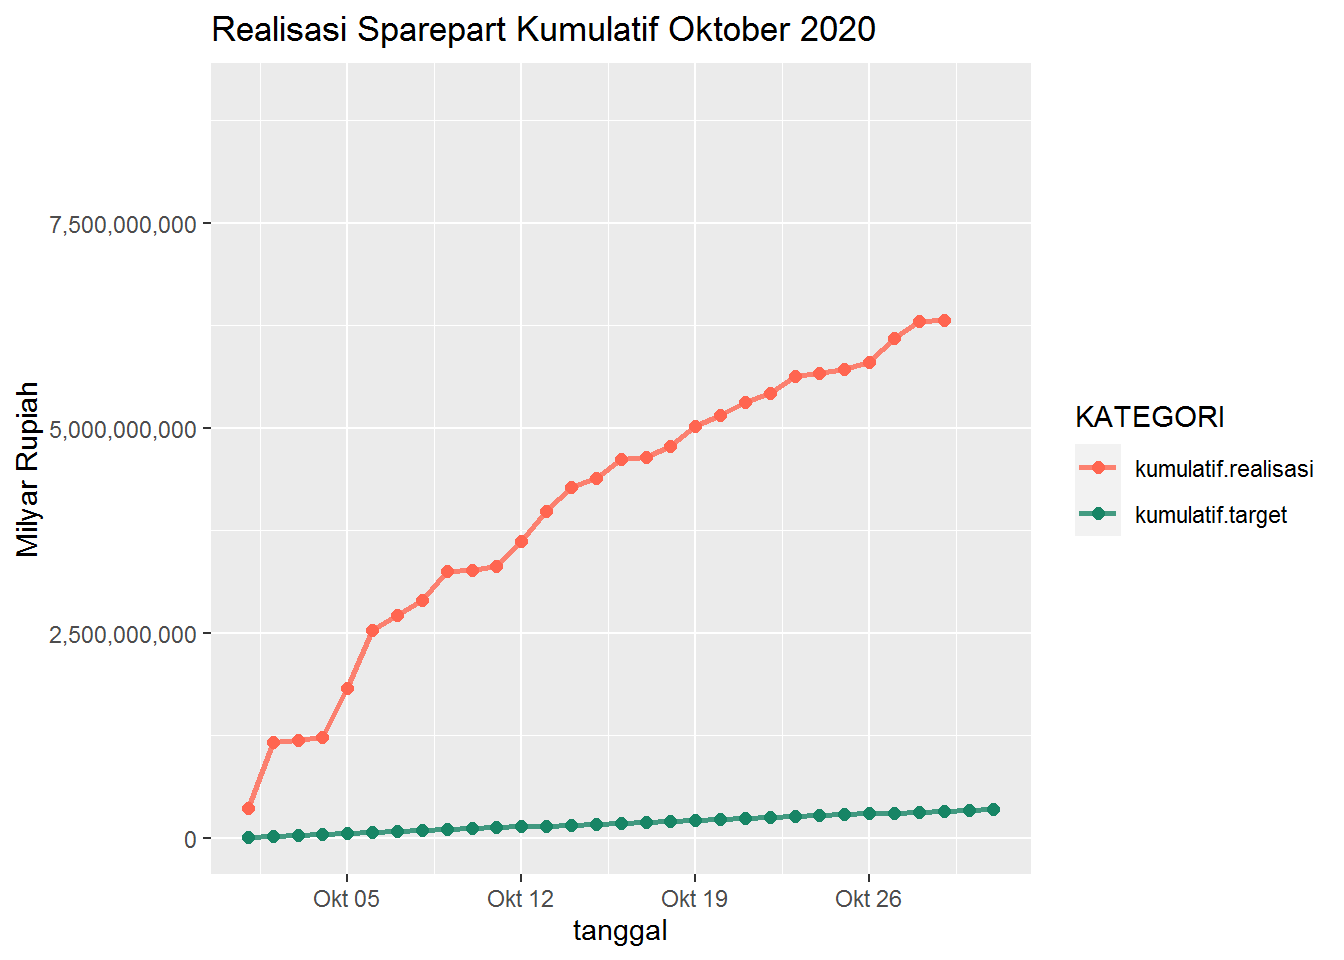 Realisasi Sparepart Kumulatif Oktober 2020
Milyar Rupiah
7,500,000,000
5,000,000,000
2,500,000,000
0
Okt 05
Okt 12
Okt 19
Okt 26
tanggal
KATEGORI
kumulatif.realisasi
kumulatif.target